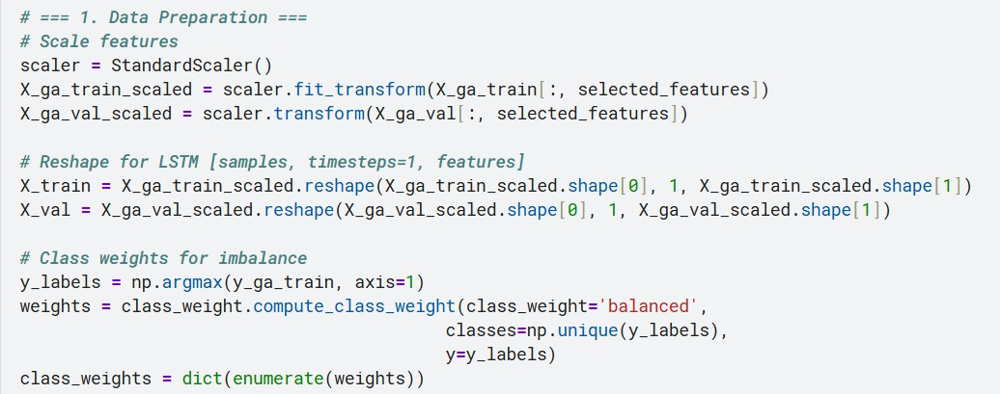 # === 1. Data Preparation ===
# Scale features
scaler = StandardScaler()
X_ga_train_scaled = scaler.fit_transform(X_ga_train[:, selected_features])
X_ga_val_scaled = scaler.transform(X_ga_val[:, selected_features])

# Reshape for LSTM [samples, timesteps=1, features]
X_train = X_ga_train_scaled.reshape(X_ga_train_scaled.shape[0], 1, X_ga_train_scaled.shape[1])
X_val = X_ga_val_scaled.reshape(X_ga_val_scaled.shape[0], 1, X_ga_val_scaled.shape[1])

# Class weights for imbalance
y_labels = np.argmax(y_ga_train, axis=1)
weights = class_weight.compute_class_weight(class_weight='balanced',
                                        classes=np.unique(y_labels),
                                        y=y_labels)
class_weights = dict(enumerate(weights))